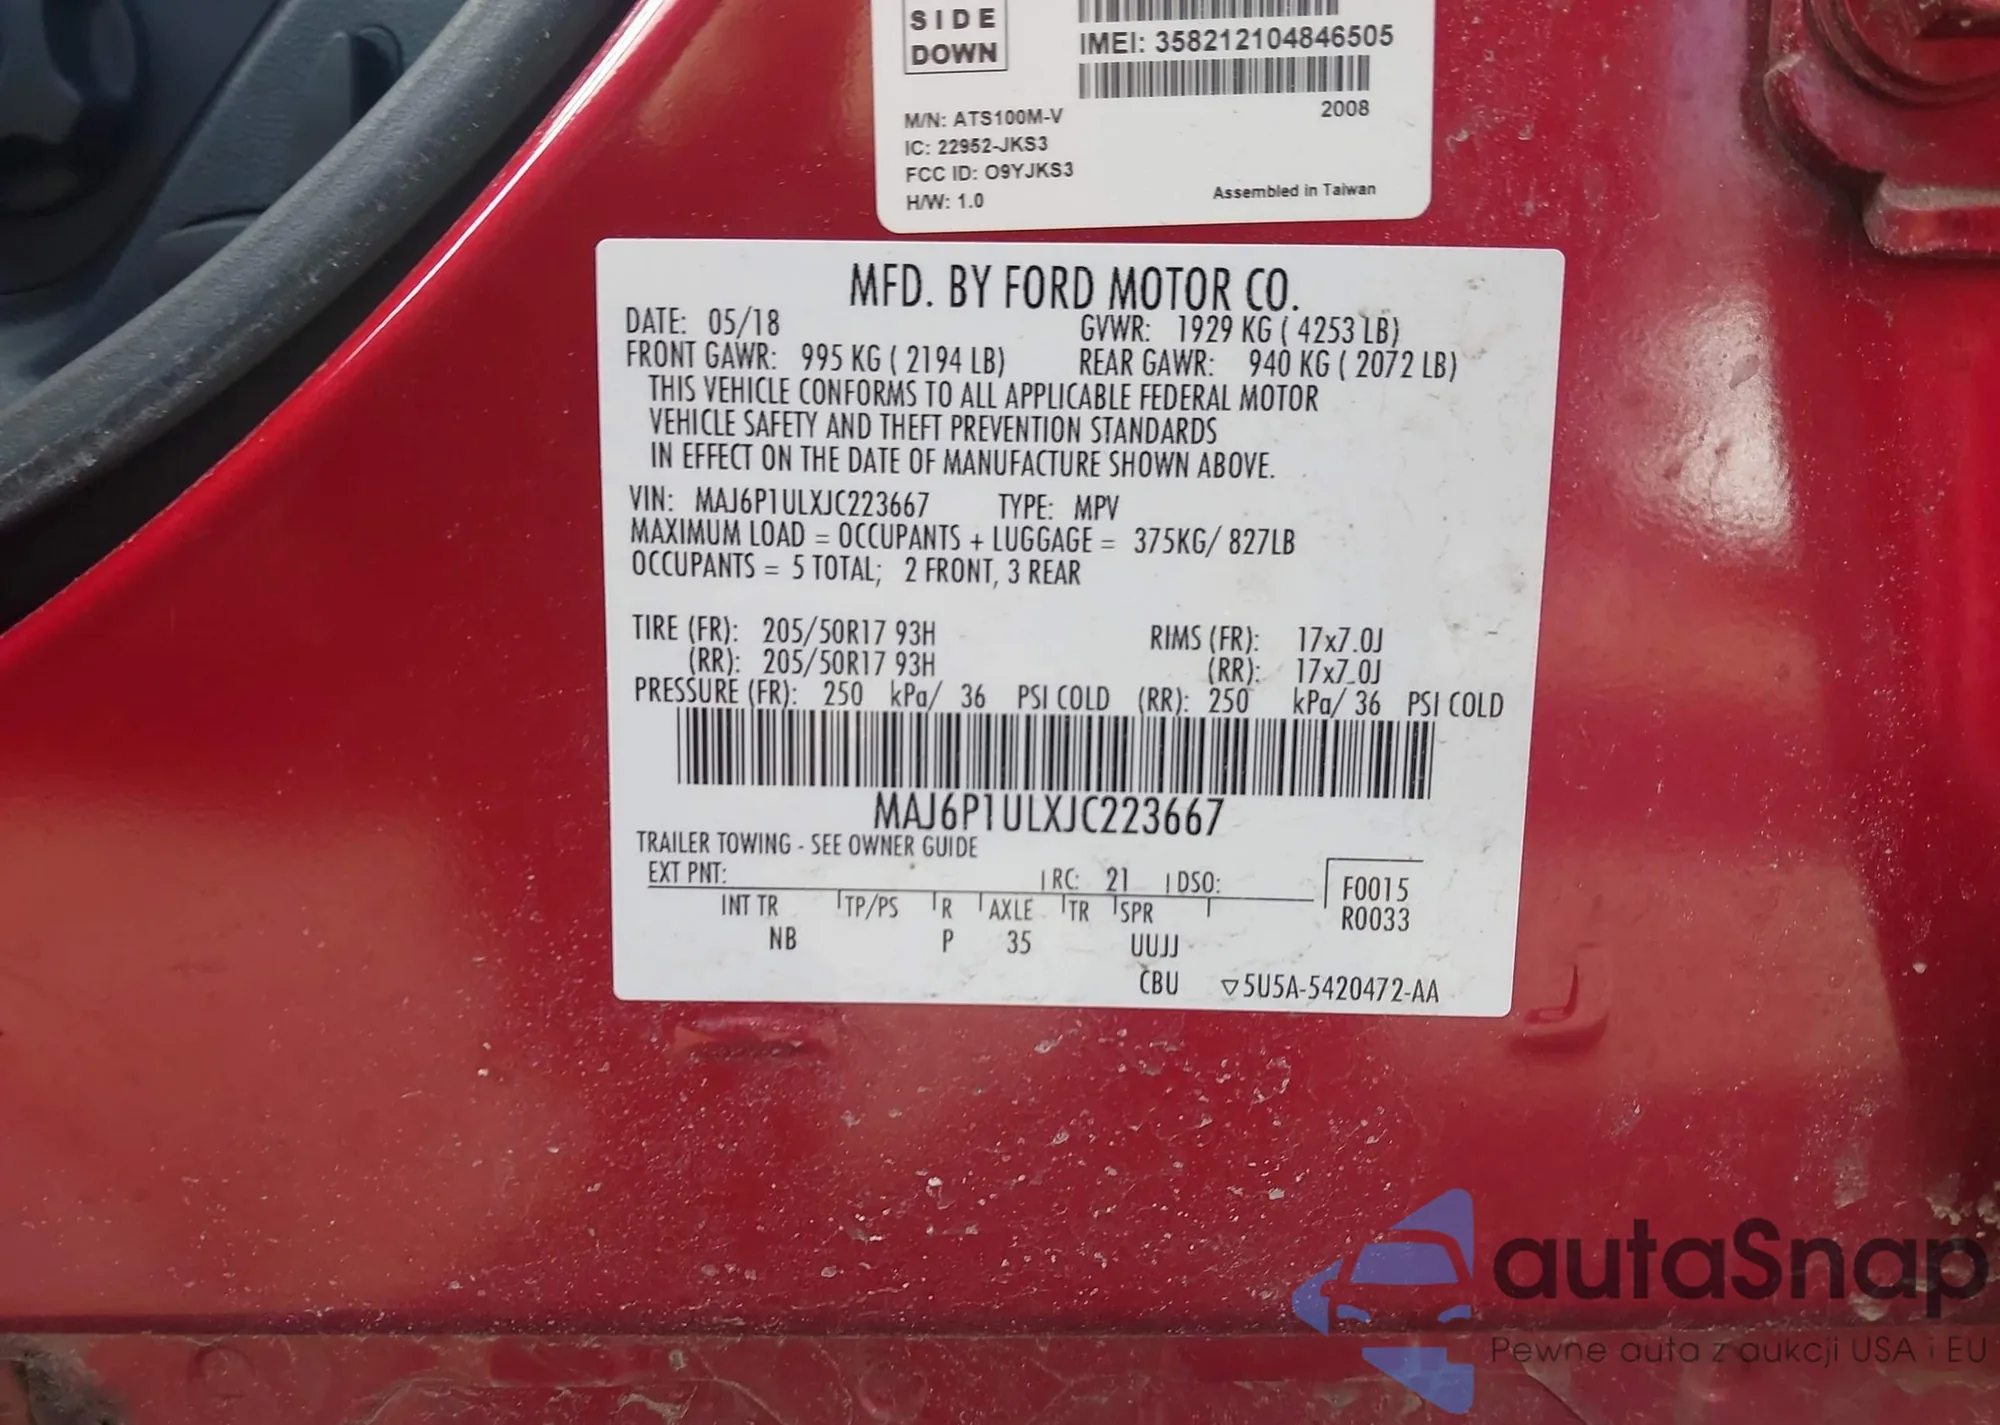 SIDE
DOWN
IMEI: 358212104846505
2008
M/N: ATS100M-V
IC: 22952-JKS3
FCC ID: O9YJKS3
H/W: 1.0
Assembled in Taiwan
MFD. BY FORD MOTOR CO.
DATE: 05/18 GVWR: 1929 KG ( 4253 LB)
FRONT GAWR: 995 KG ( 2194 LB) REAR GAWR: 940 KG ( 2072 LB)
THIS VEHICLE CONFORMS TO ALL APPLICABLE FEDERAL MOTOR
VEHICLE SAFETY AND THEFT PREVENTION STANDARDS
IN EFFECT ON THE DATE OF MANUFACTURE SHOWN ABOVE.
VIN: MAJ6P1ULXJC223667 TYPE: MPV
MAXIMUM LOAD = OCCUPANTS + LUGGAGE = 375KG/ 827LB
OCCUPANTS = 5 TOTAL; 2 FRONT, 3 REAR
TIRE (FR): 205/50R17 93H RIMS (FR): 17x7.0J
(RR): 205/50R17 93H (RR): 17x7.0J
PRESSURE (FR): 250 kPa/ 36 PSI COLD (RR): 250 kPa/ 36 PSI COLD
MAJ6P1ULXJC223667
TRAILER TOWING - SEE OWNER GUIDE
EXT PNT: RC: 21 DSO: F0015
INT TR TP/PS R AXLE TR SPR R0033
NB P 35 UUJJ
CBU ▽5U5A-5420472-AA
autaSnap
Pewne auta z aukcji USA i EU